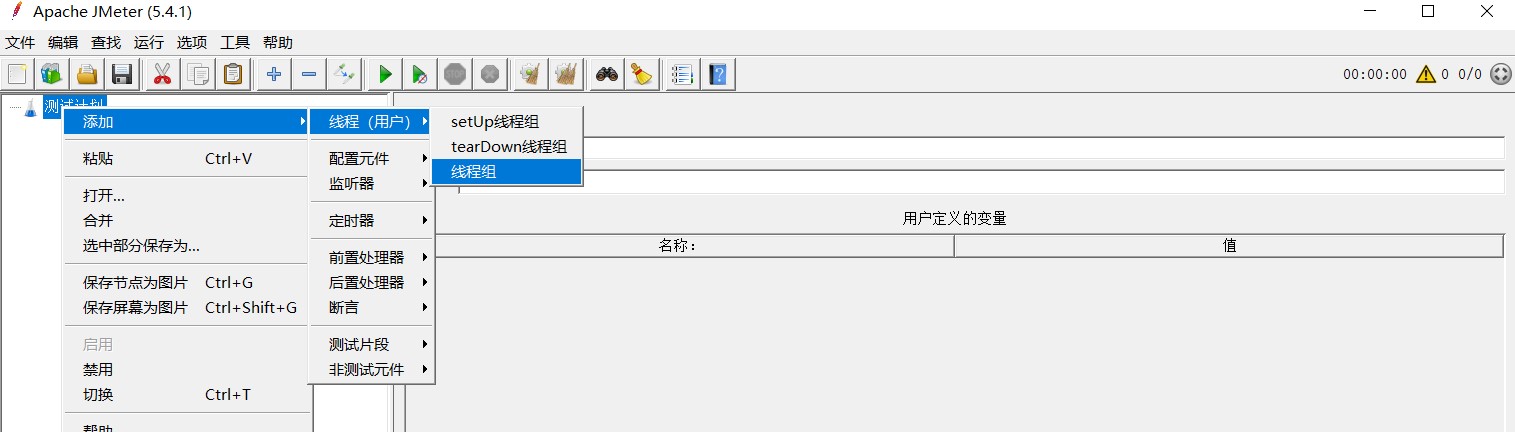 Apache JMeter (5.4.1)
文件 编辑 查找 运行 选项 工具 帮助
STOP
00:00:00 0 0/0
测试计划
添加
粘贴 Ctrl+V
打开...
合并
选中部分保存为...
保存节点为图片 Ctrl+G
保存屏幕为图片 Ctrl+Shift+G
启用
禁用
切换 Ctrl+T
帮助
线程（用户）
配置元件
监听器
定时器
前置处理器
后置处理器
断言
测试片段
非测试元件
setUp线程组
tearDown线程组
线程组
用户定义的变量
名称： 值